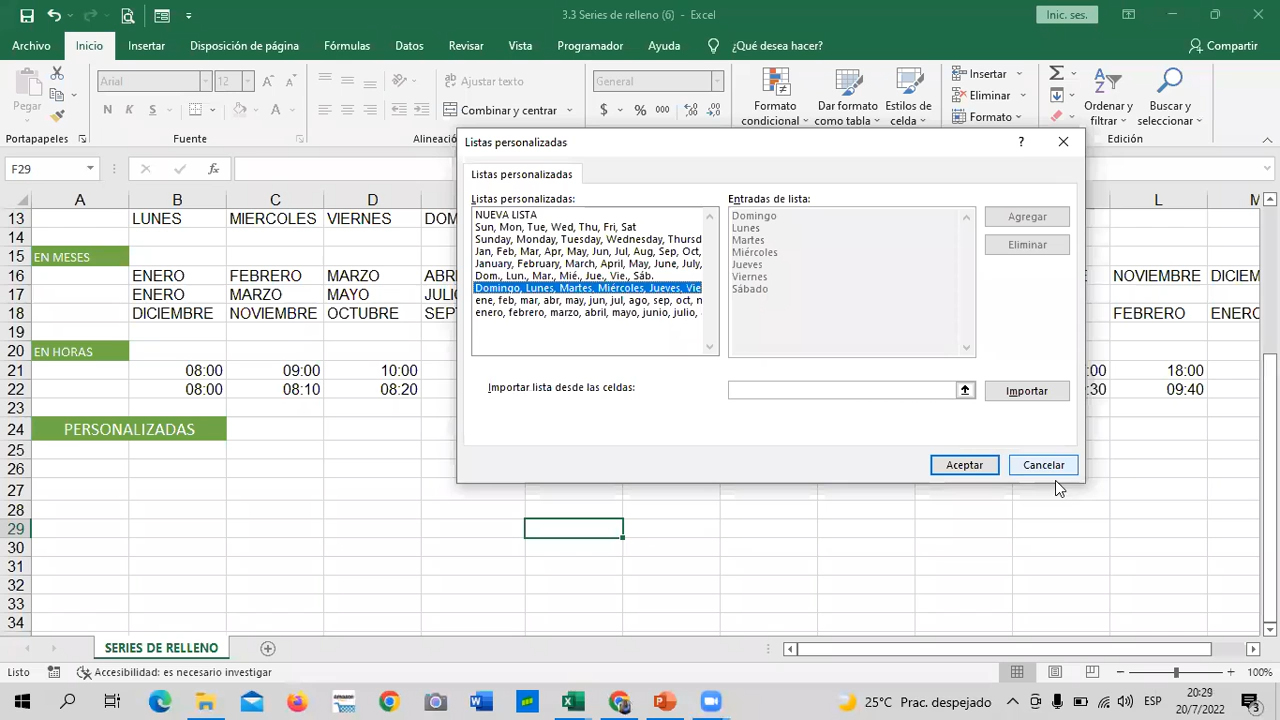 3.3 Series de relleno (6) - Excel
Inic. ses.
Archivo Inicio Insertar Disposición de página Fórmulas Datos Revisar Vista Programador Ayuda ¿Qué desea hacer? Compartir
Pegar
Arial 12
N K S
Ajustar texto
Combinar y centrar
General
$ % 000
Formato condicional
Dar formato como tabla
Estilos de celda
Insertar
Eliminar
Formato
Ordenar y filtrar
Buscar y seleccionar
Portapapeles Fuente Alineació Edición
F29
fx
A B C D L M
13 LUNES MIERCOLES VIERNES DOM
14
15 EN MESES
16 ENERO FEBRERO MARZO ABR NOVIEMBRE DICIEM
17 ENERO MARZO MAYO JULI
18 DICIEMBRE NOVIEMBRE OCTUBRE SEP FEBRERO ENERO
19
20 EN HORAS
21 08:00 09:00 10:00 :00 18:00
22 08:00 08:10 08:20 :30 09:40
23
24 PERSONALIZADAS
25
26
27
28
29
30
31
32
33
34
Listas personalizadas
?
Listas personalizadas
Listas personalizadas:
NUEVA LISTA
Sun, Mon, Tue, Wed, Thu, Fri, Sat
Sunday, Monday, Tuesday, Wednesday, Thursd
Jan, Feb, Mar, Apr, May, Jun, Jul, Aug, Sep, Oct,
January, February, March, April, May, June, July,
Dom., Lun., Mar., Mié., Jue., Vie., Sáb.
Domingo, Lunes, Martes, Miércoles, Jueves, Vie
ene, feb, mar, abr, may, jun, jul, ago, sep, oct, n
enero, febrero, marzo, abril, mayo, junio, julio,
Entradas de lista:
Domingo
Lunes
Martes
Miércoles
Jueves
Viernes
Sábado
Agregar
Eliminar
Importar lista desde las celdas:
Importar
Aceptar Cancelar
SERIES DE RELLENO
Listo Accesibilidad: es necesario investigar 100%
25°C Prac. despejado ESP 20:29
20/7/2022
3